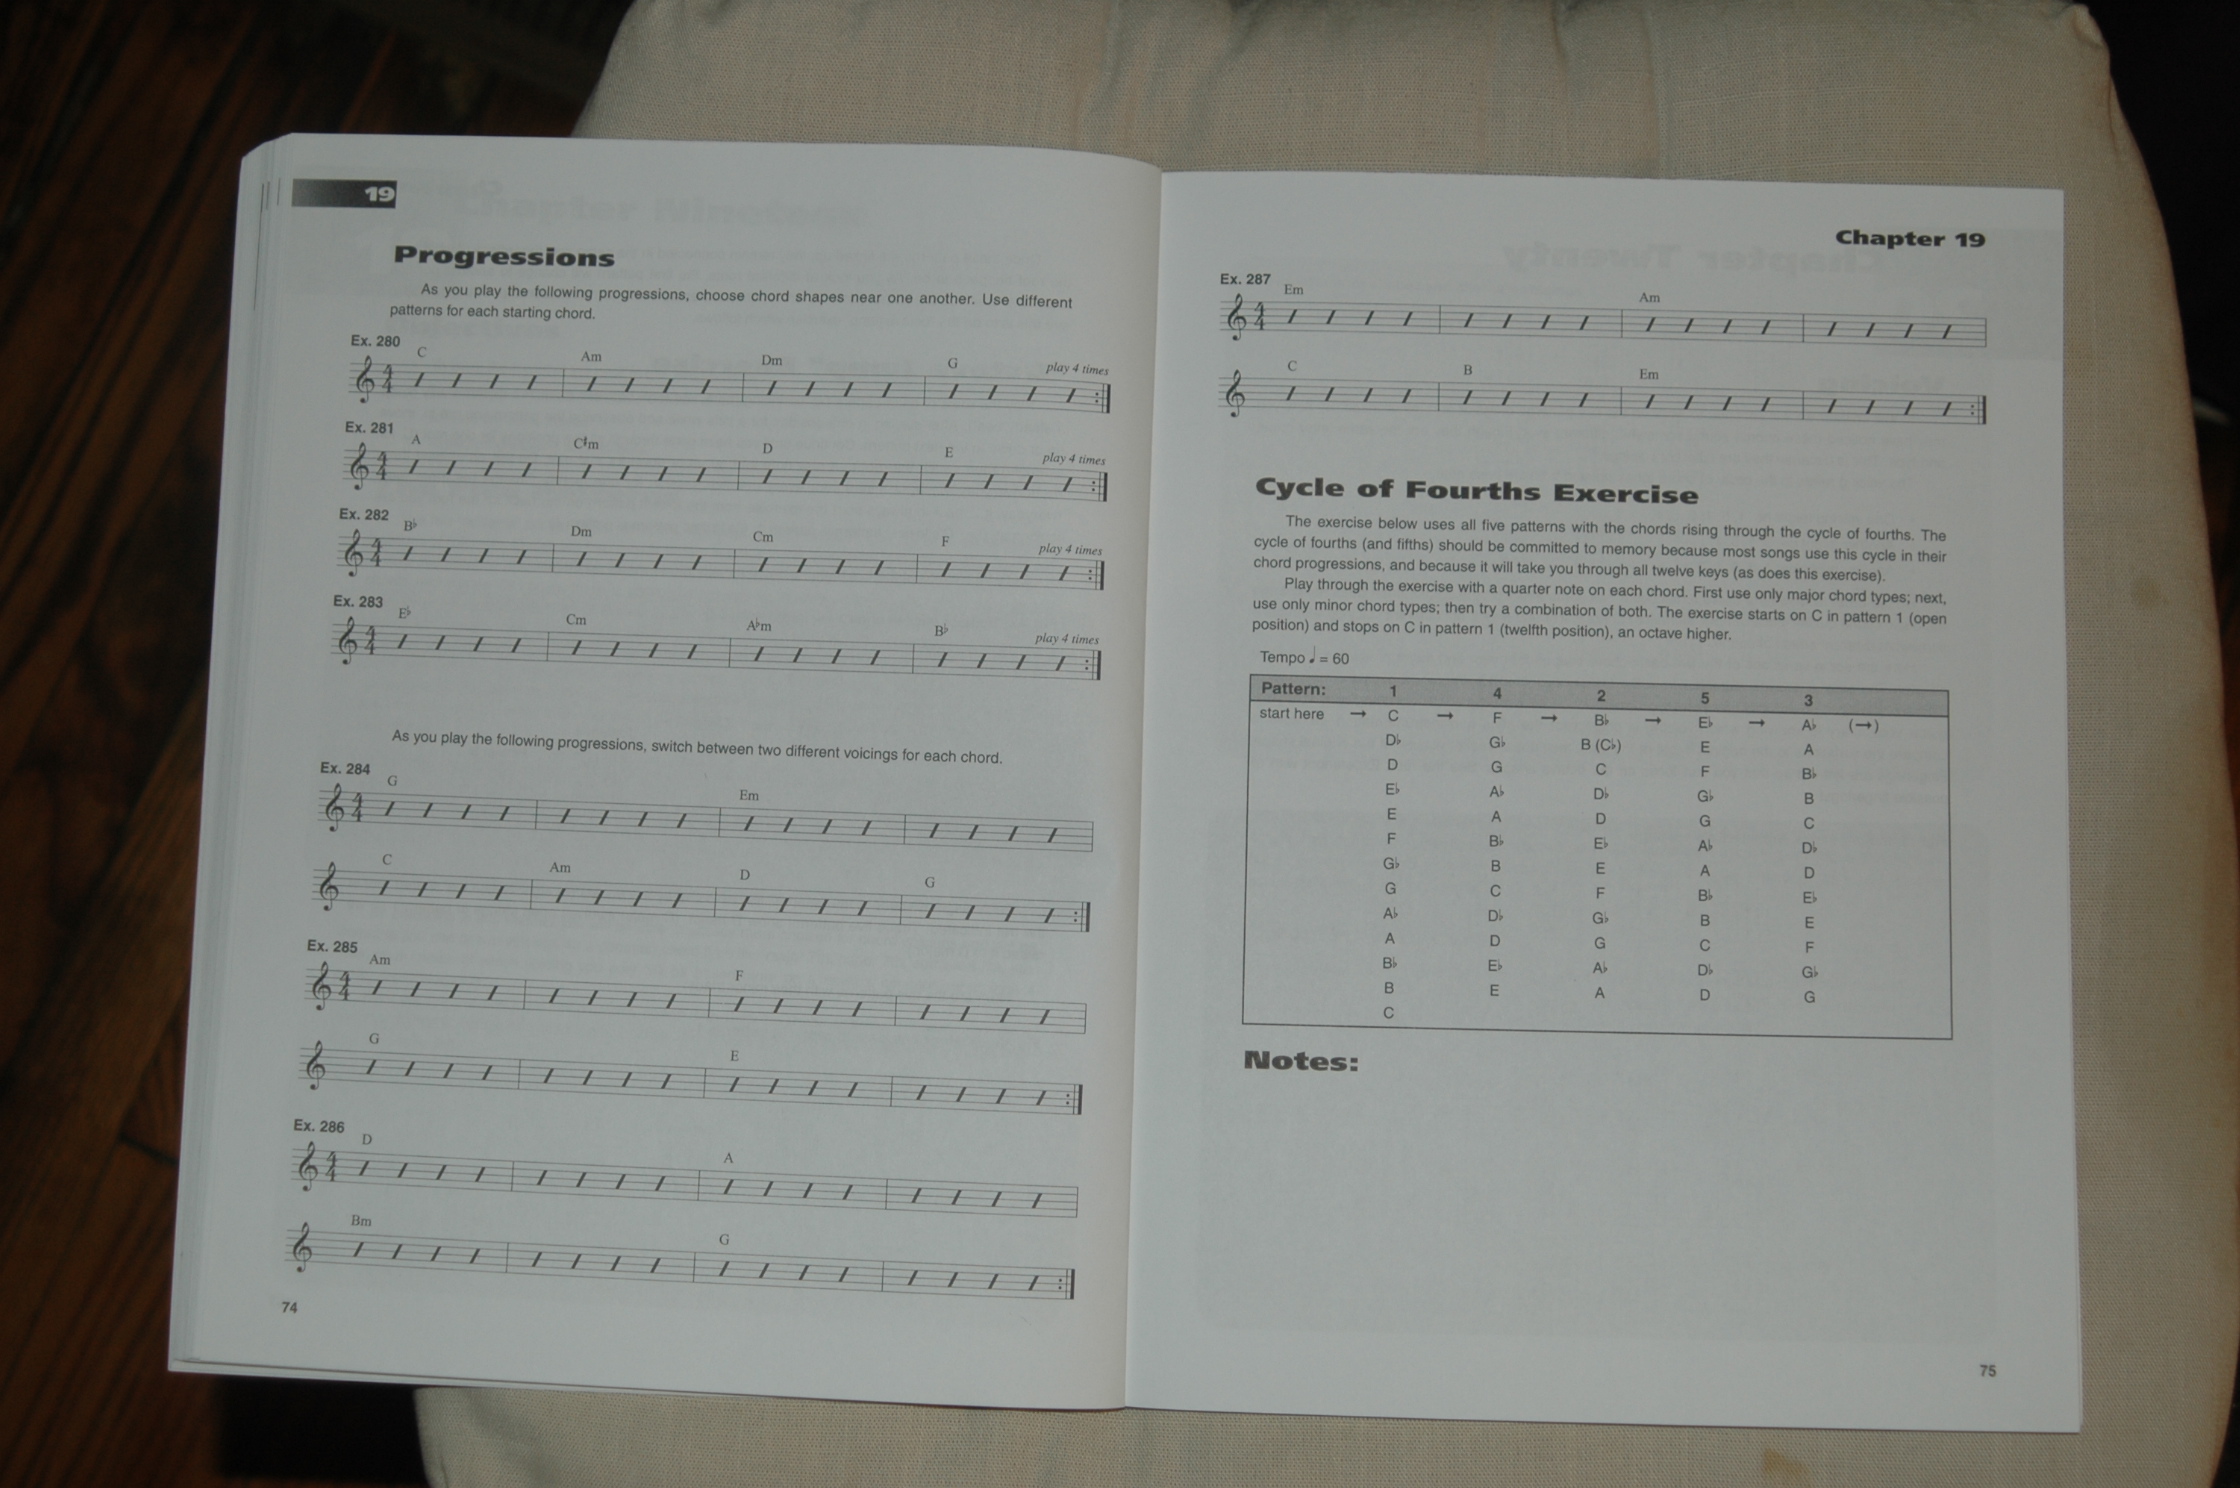 19
Progressions
As you play the following progressions, choose chord shapes near one another. Use different
patterns for each starting chord.
Ex. 280
C Am Dm G play 4 times
Ex. 281
A C♯m D E play 4 times
Ex. 282
B♭ Dm Cm F play 4 times
Ex. 283
E♭ Cm A♭m B♭ play 4 times
As you play the following progressions, switch between two different voicings for each chord.
Ex. 284
G Em
C Am D G
Ex. 285
Am F
G E
Ex. 286
D A
Bm G
74
Chapter 19
Ex. 287
Em Am
C B Em
Cycle of Fourths Exercise
The exercise below uses all five patterns with the chords rising through the cycle of fourths. The
cycle of fourths (and fifths) should be committed to memory because most songs use this cycle in their
chord progressions, and because it will take you through all twelve keys (as does this exercise).
Play through the exercise with a quarter note on each chord. First use only major chord types; next,
use only minor chord types; then try a combination of both. The exercise starts on C in pattern 1 (open
position) and stops on C in pattern 1 (twelfth position), an octave higher.
Tempo ♩ = 60
Pattern: 1 4 2 5 3
start here → C → F → B♭ → E♭ → A♭ (→)
D♭ G♭ B (C♭) E A
D G C F B♭
E♭ A♭ D♭ G♭ B
E A D G C
F B♭ E♭ A♭ D♭
G♭ B E A D
G C F B♭ E♭
A♭ D♭ G♭ B E
A D G C F
B♭ E♭ A♭ D♭ G♭
B E A D G
C
Notes:
75